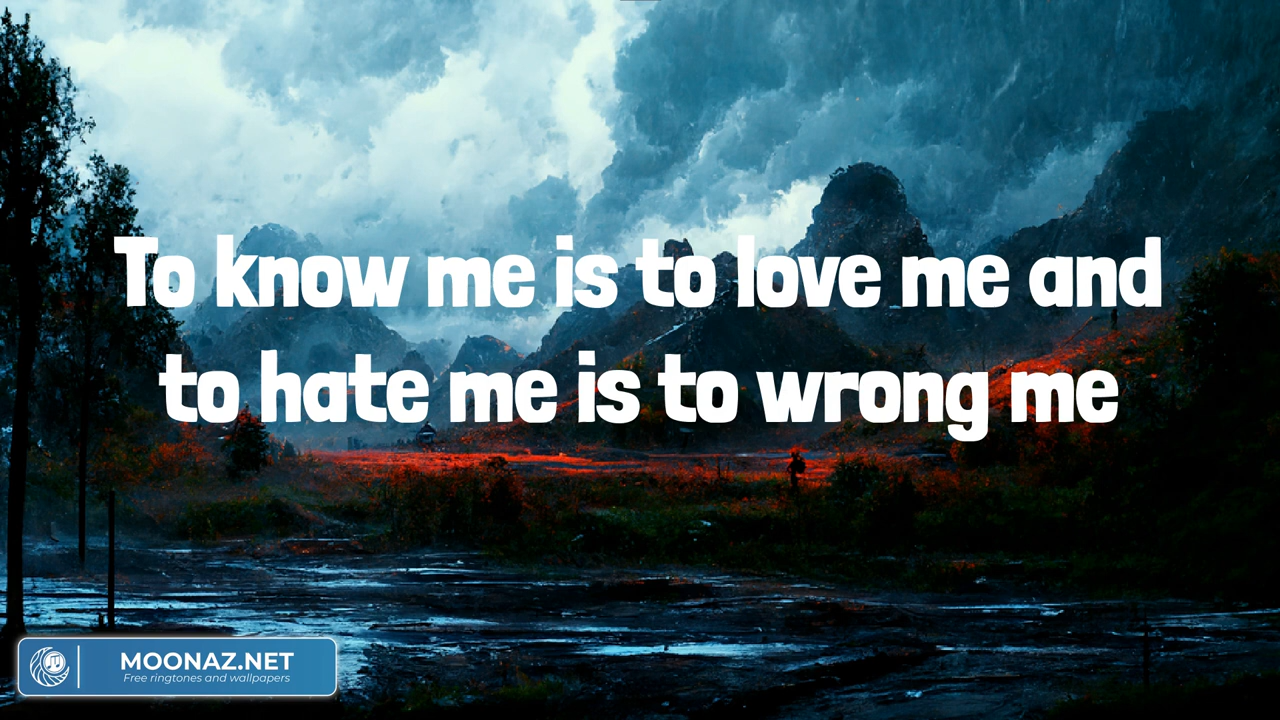 To know me is to love me and
to hate me is to wrong me
MOONAZ.NET
Free ringtones and wallpapers